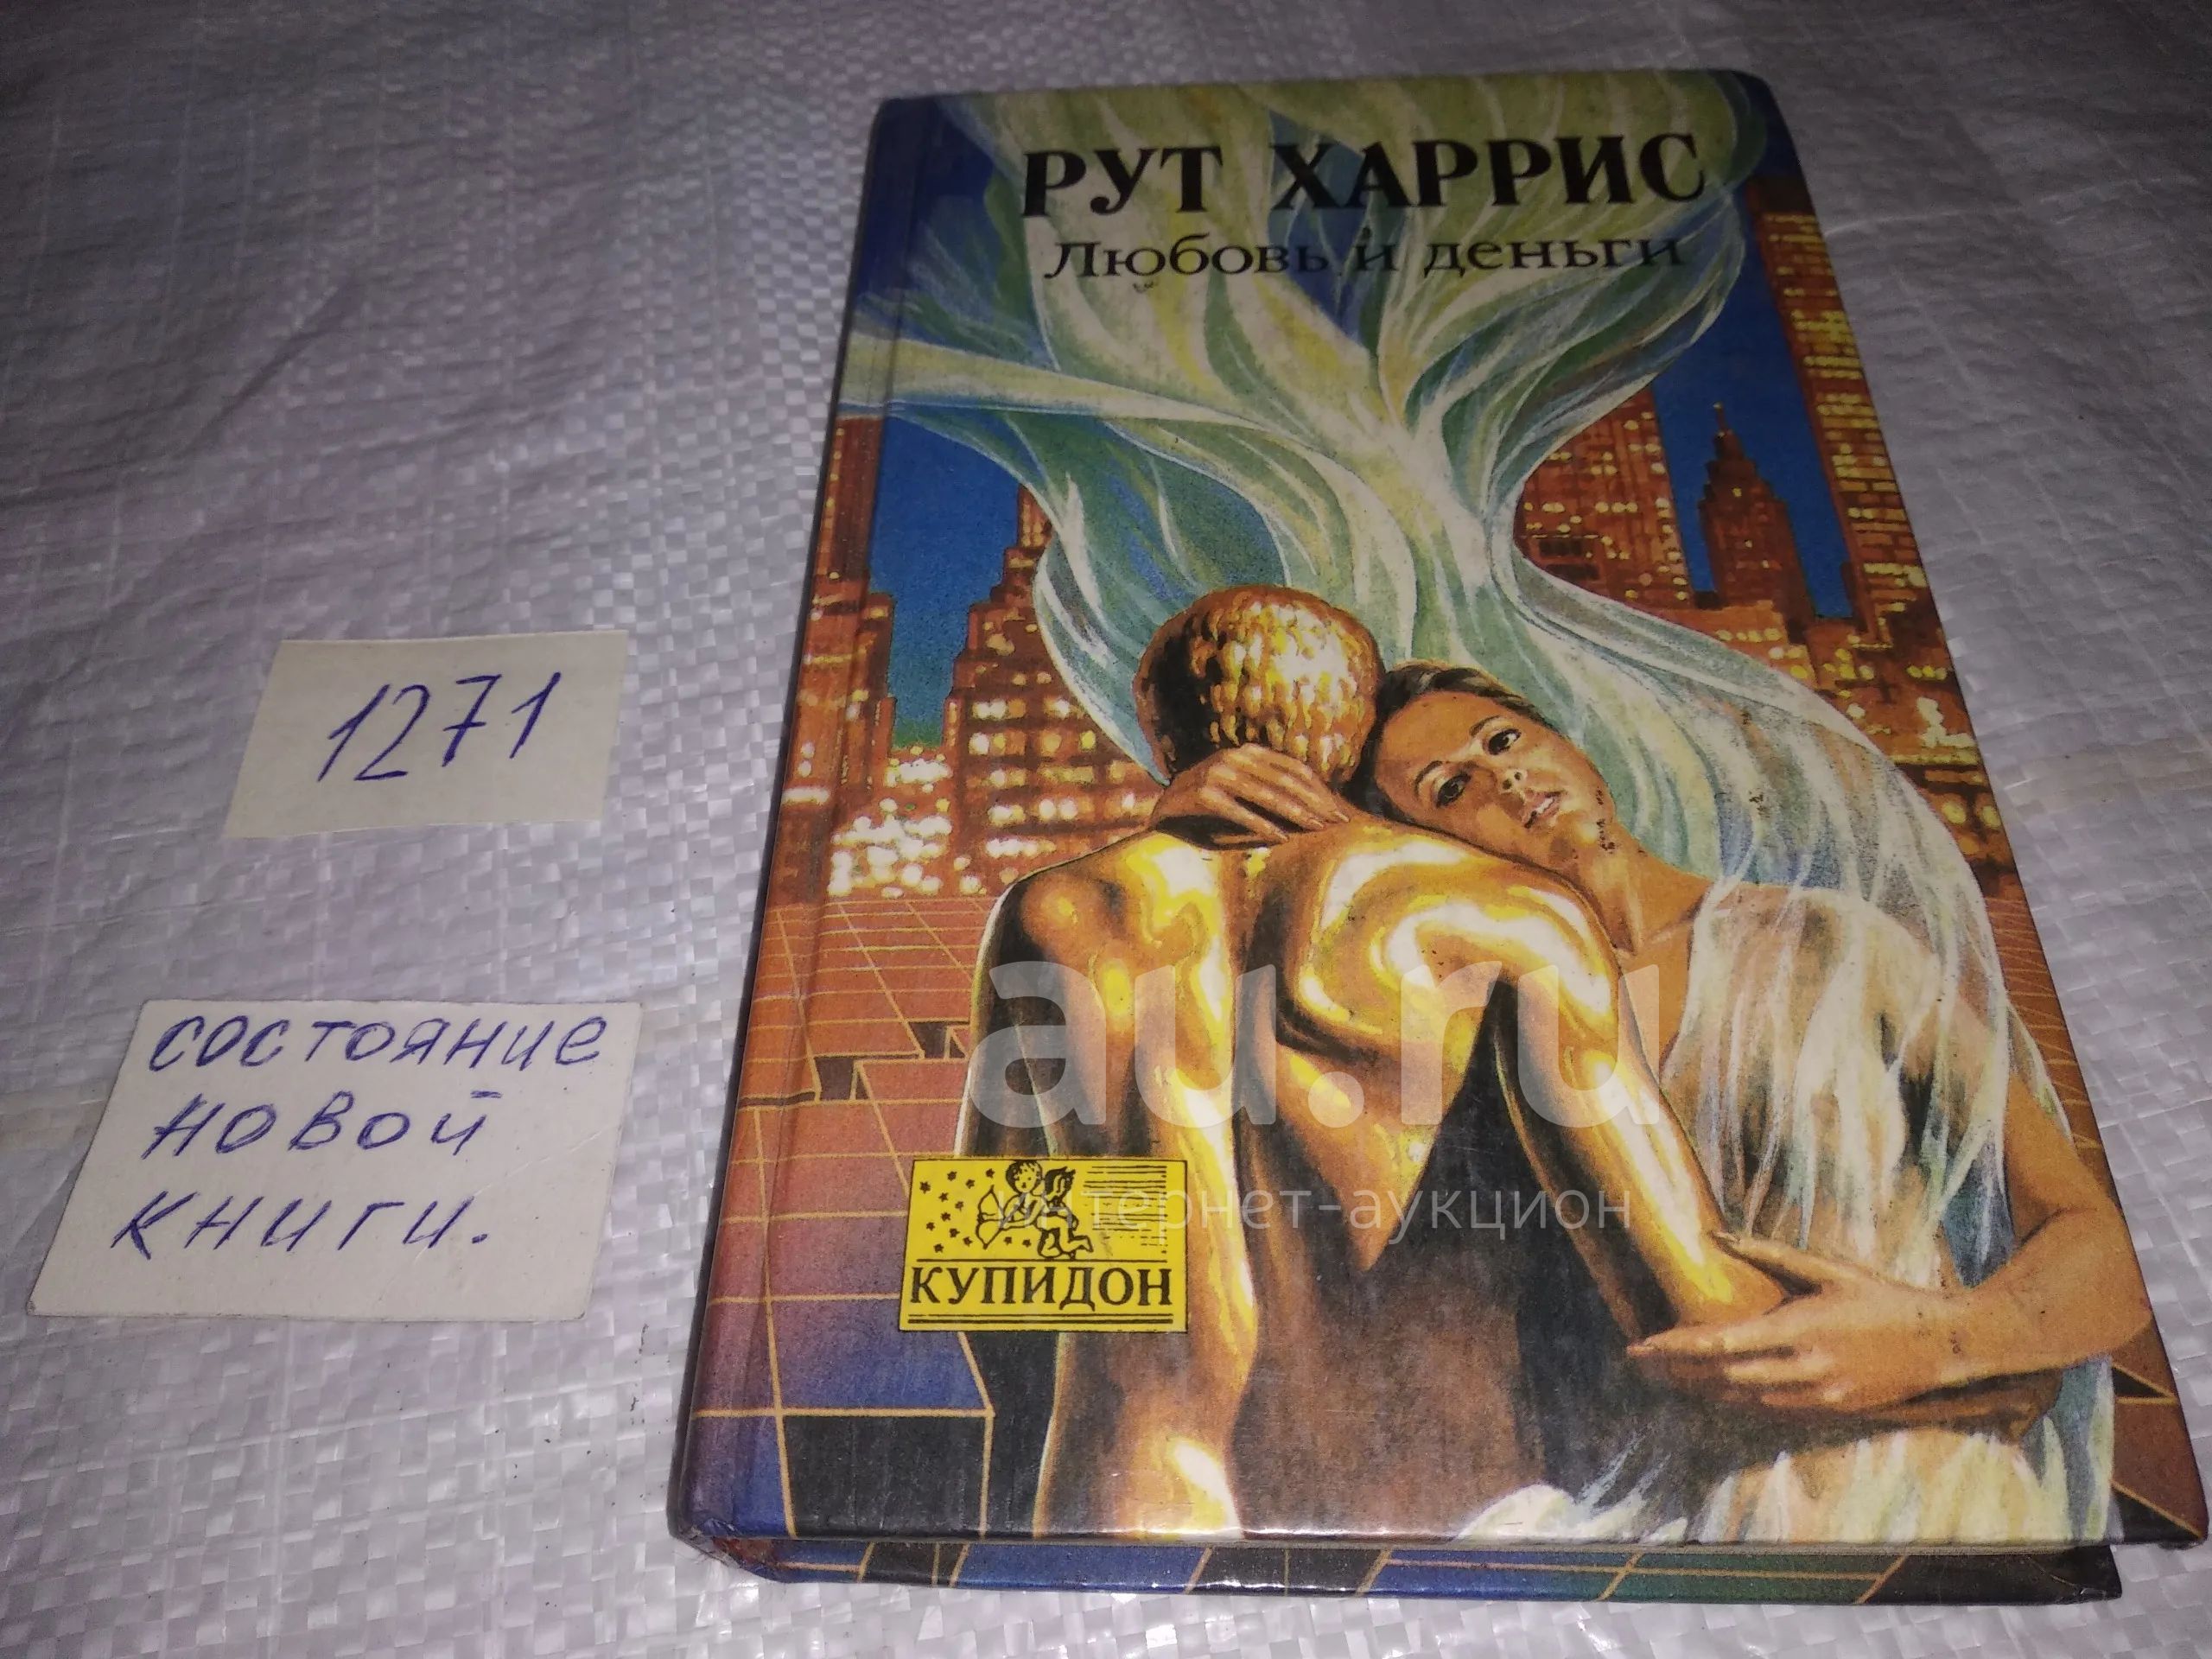 РУТ ХАРРИС
Любовь и деньги
1271
состояние
новой
книги.
au.ru
интернет-аукцион
КУПИДОН